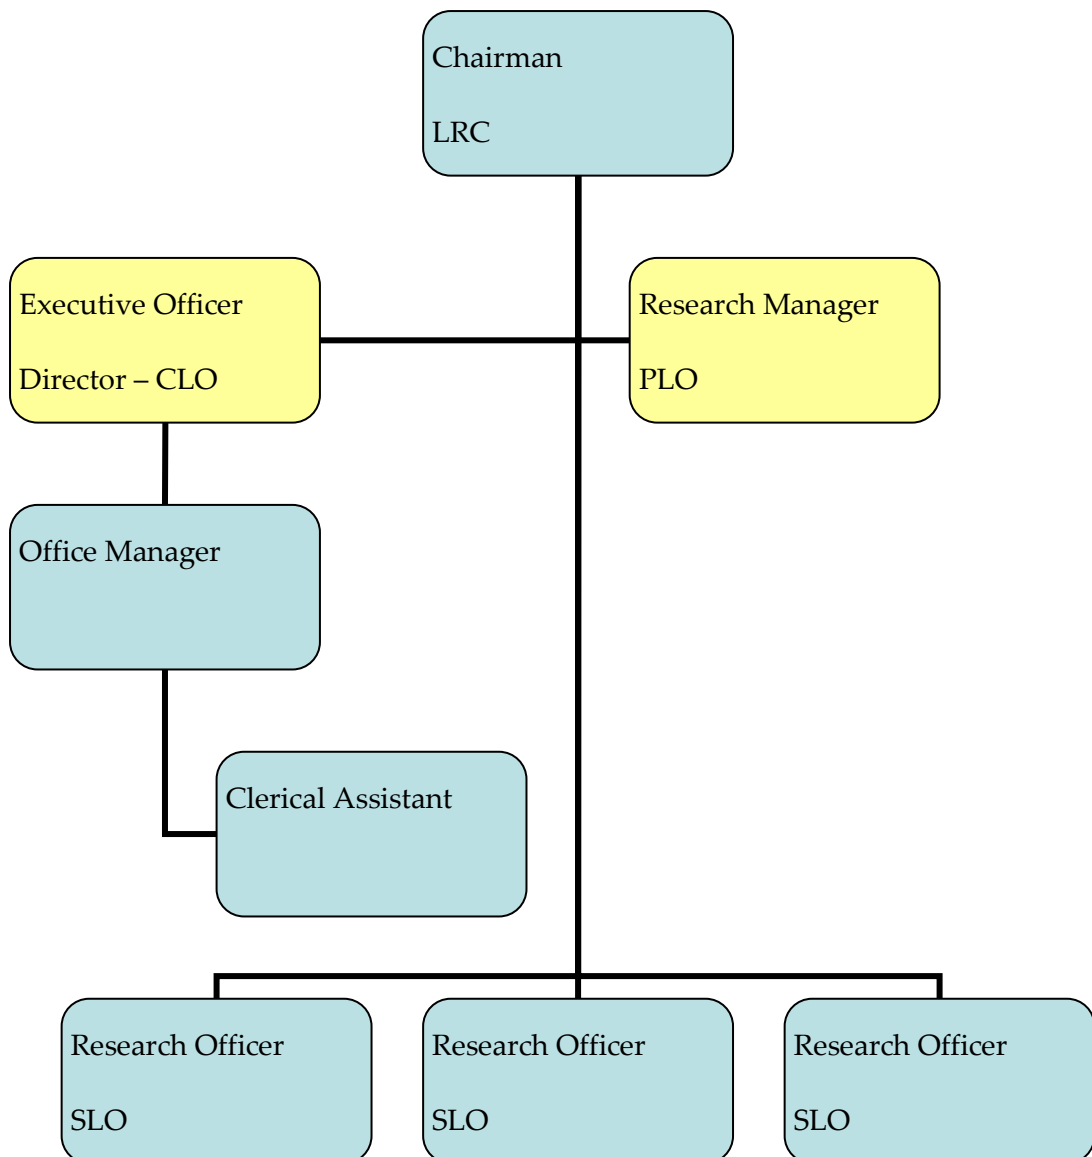 Chairman
LRC
Executive Officer
Director – CLO
Research Manager
PLO
Office Manager
Clerical Assistant
Research Officer
SLO
Research Officer
SLO
Research Officer
SLO